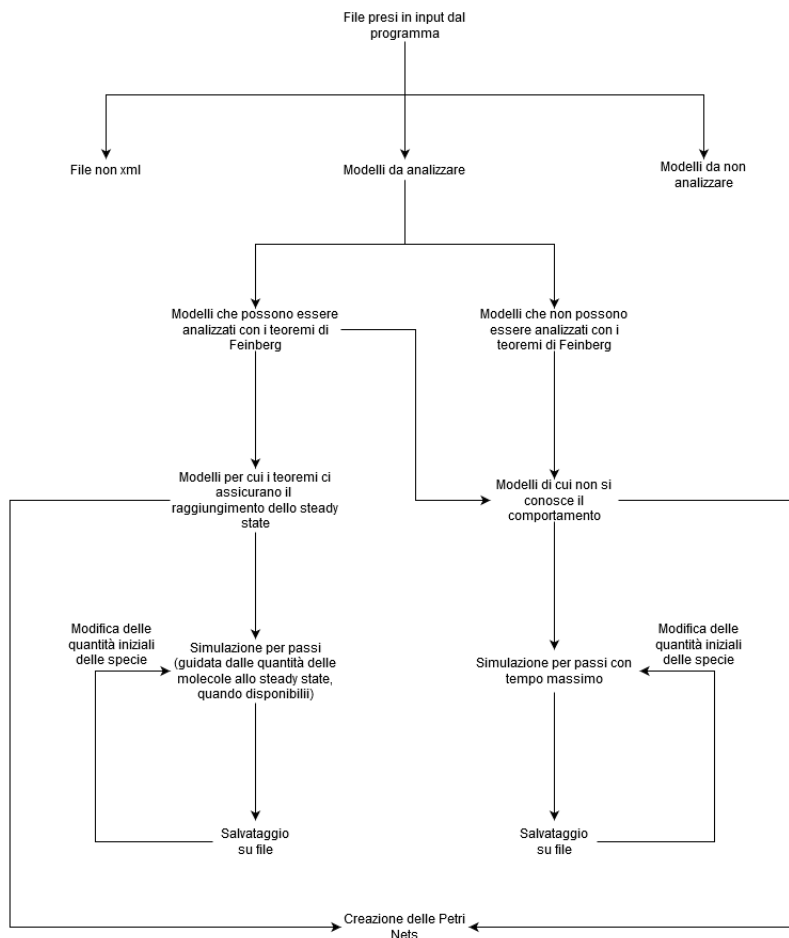 File presi in input dal
programma
File non xml
Modelli da analizzare
Modelli da non
analizzare
Modelli che possono essere
analizzati con i teoremi di
Feinberg
Modelli che non possono
essere analizzati con i
teoremi di Feinberg
Modelli per cui i teoremi ci
assicurano il
raggiungimento dello steady
state
Modelli di cui non si
conosce il
comportamento
Modifica delle
quantità iniziali
delle specie
Simulazione per passi
(guidata dalle quantità delle
molecole allo steady state,
quando disponibilii)
Simulazione per passi con
tempo massimo
Modifica delle
quantità iniziali
delle specie
Salvataggio
su file
Salvataggio
su file
Creazione delle Petri
Nets